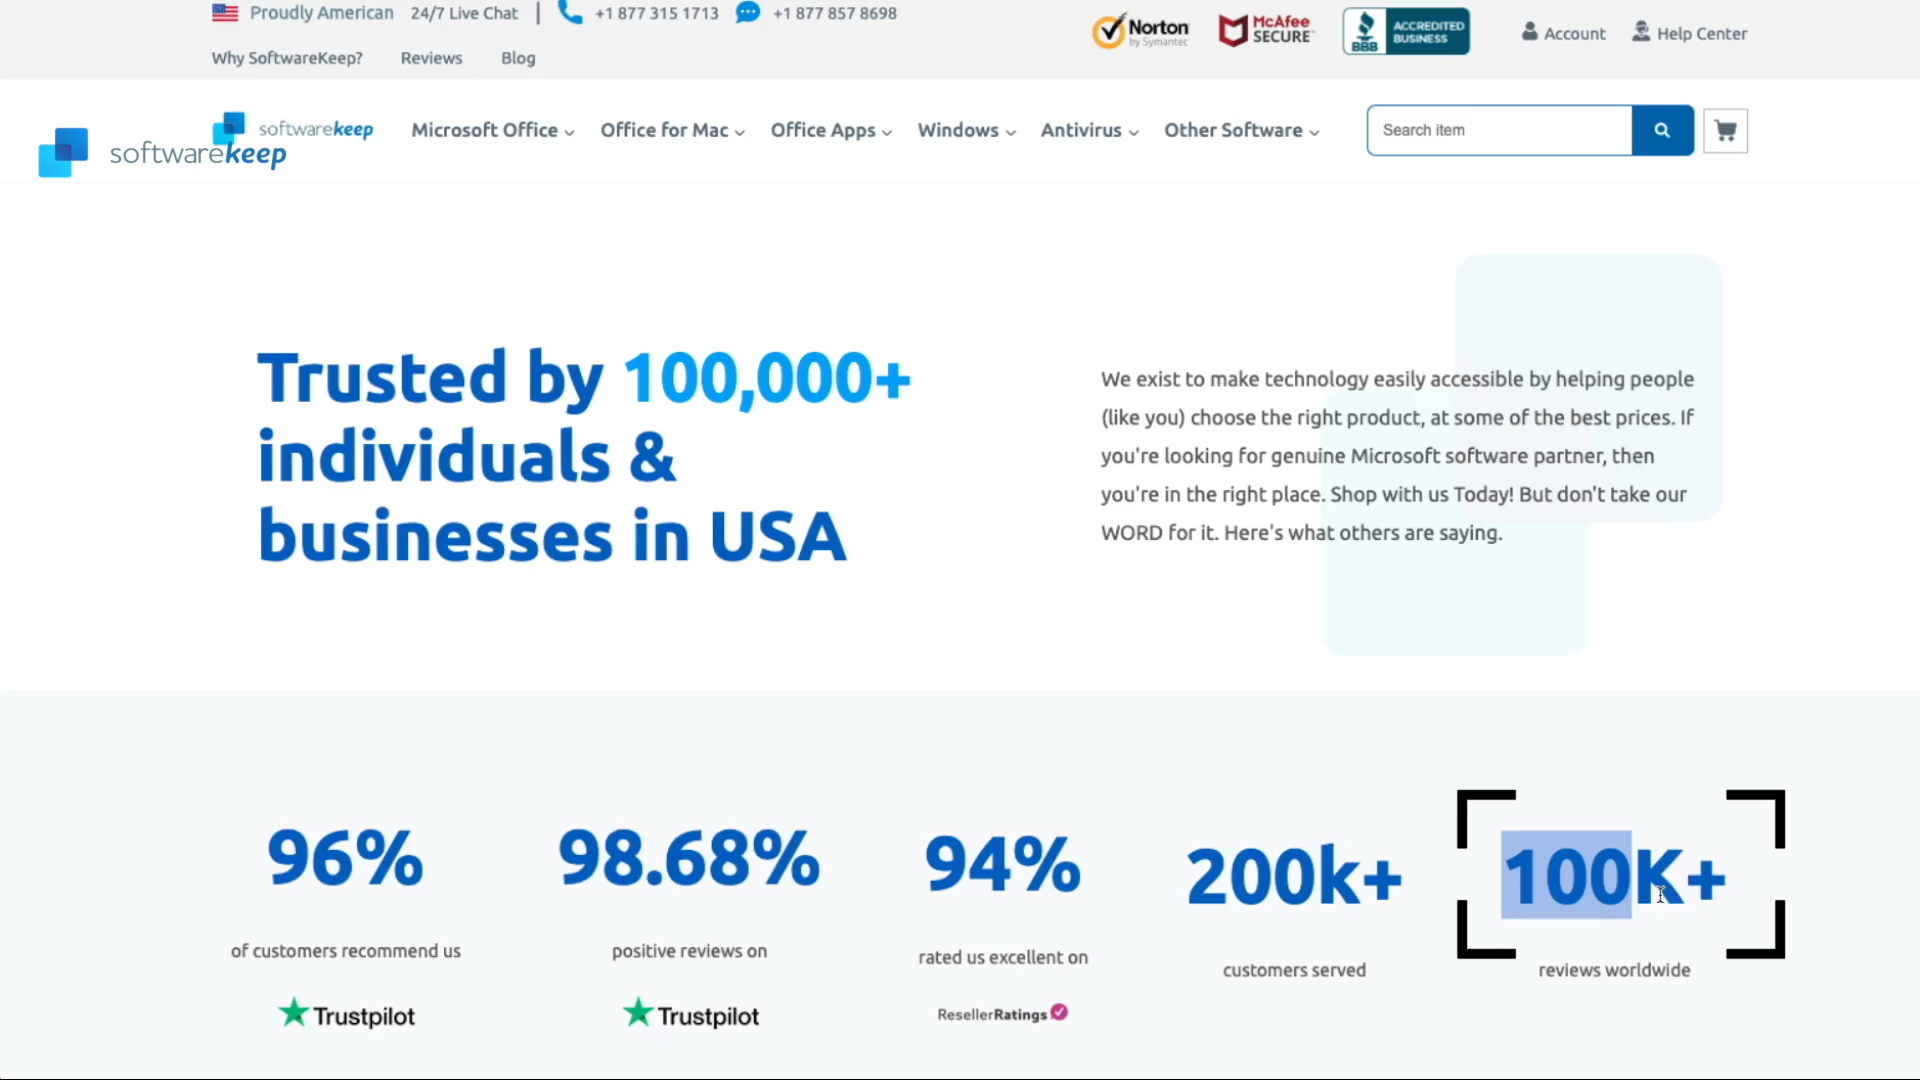 Proudly American 24/7 Live Chat | +1 877 315 1713 +1 877 857 8698
Norton
by Symantec
McAfee
SECURE
BBB
ACCREDITED
BUSINESS
Account Help Center
Why SoftwareKeep? Reviews Blog
softwarekeep
softwarekeep
Microsoft Office Office for Mac Office Apps Windows Antivirus Other Software
Search item
Trusted by 100,000+
individuals &
businesses in USA
We exist to make technology easily accessible by helping people
(like you) choose the right product, at some of the best prices. If
you're looking for genuine Microsoft software partner, then
you're in the right place. Shop with us Today! But don't take our
WORD for it. Here's what others are saying.
96%
of customers recommend us
Trustpilot
98.68%
positive reviews on
Trustpilot
94%
rated us excellent on
ResellerRatings
200k+
customers served
100K+
reviews worldwide